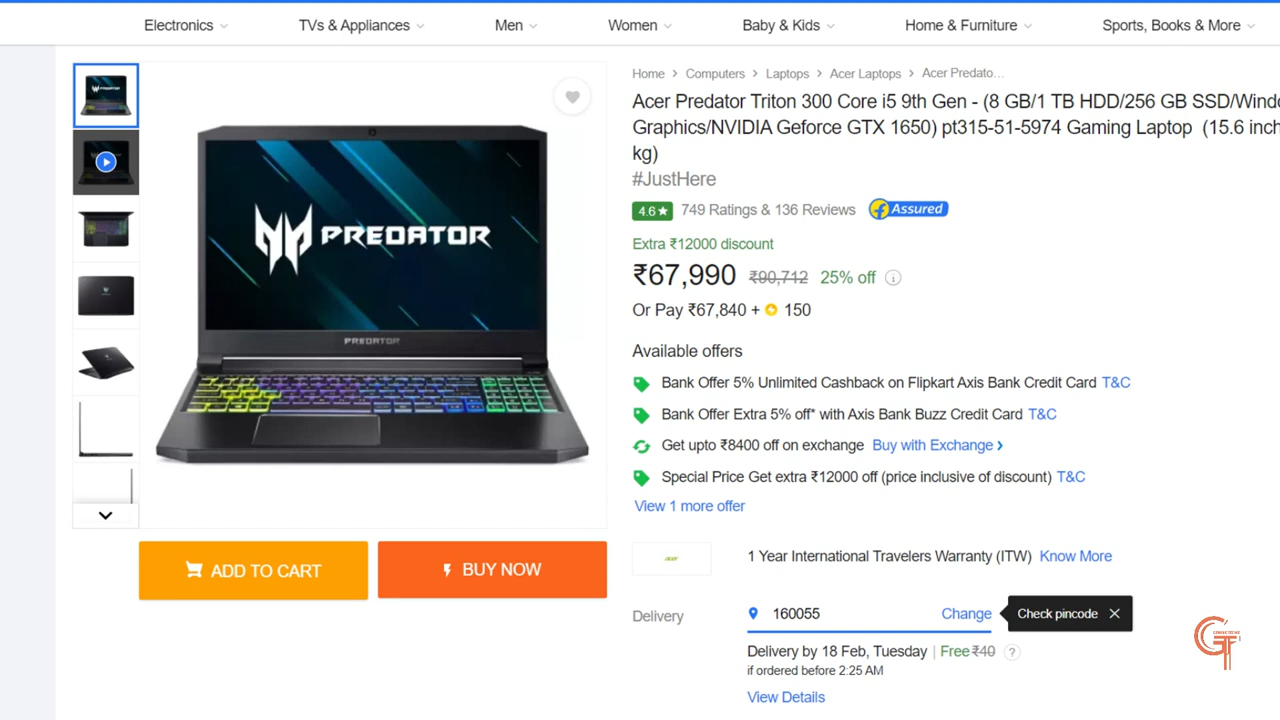 Electronics
TVs & Appliances
Men
Women
Baby & Kids
Home & Furniture
Sports, Books & More
Home > Computers > Laptops > Acer Laptops > Acer Predato…
Acer Predator Triton 300 Core i5 9th Gen - (8 GB/1 TB HDD/256 GB SSD/Windo
Graphics/NVIDIA Geforce GTX 1650) pt315-51-5974 Gaming Laptop (15.6 inch
kg)
#JustHere
4.6★ 749 Ratings & 136 Reviews Assured
Extra ₹12000 discount
₹67,990 ₹90,712 25% off
Or Pay ₹67,840 + 150
Available offers
Bank Offer 5% Unlimited Cashback on Flipkart Axis Bank Credit Card T&C
Bank Offer Extra 5% off* with Axis Bank Buzz Credit Card T&C
Get upto ₹8400 off on exchange Buy with Exchange ›
Special Price Get extra ₹12000 off (price inclusive of discount) T&C
View 1 more offer
acer 1 Year International Travelers Warranty (ITW) Know More
Delivery 160055 Change Check pincode
Delivery by 18 Feb, Tuesday | Free ₹40 ?
if ordered before 2:25 AM
View Details
PREDATOR
PREDATOR
ADD TO CART
BUY NOW